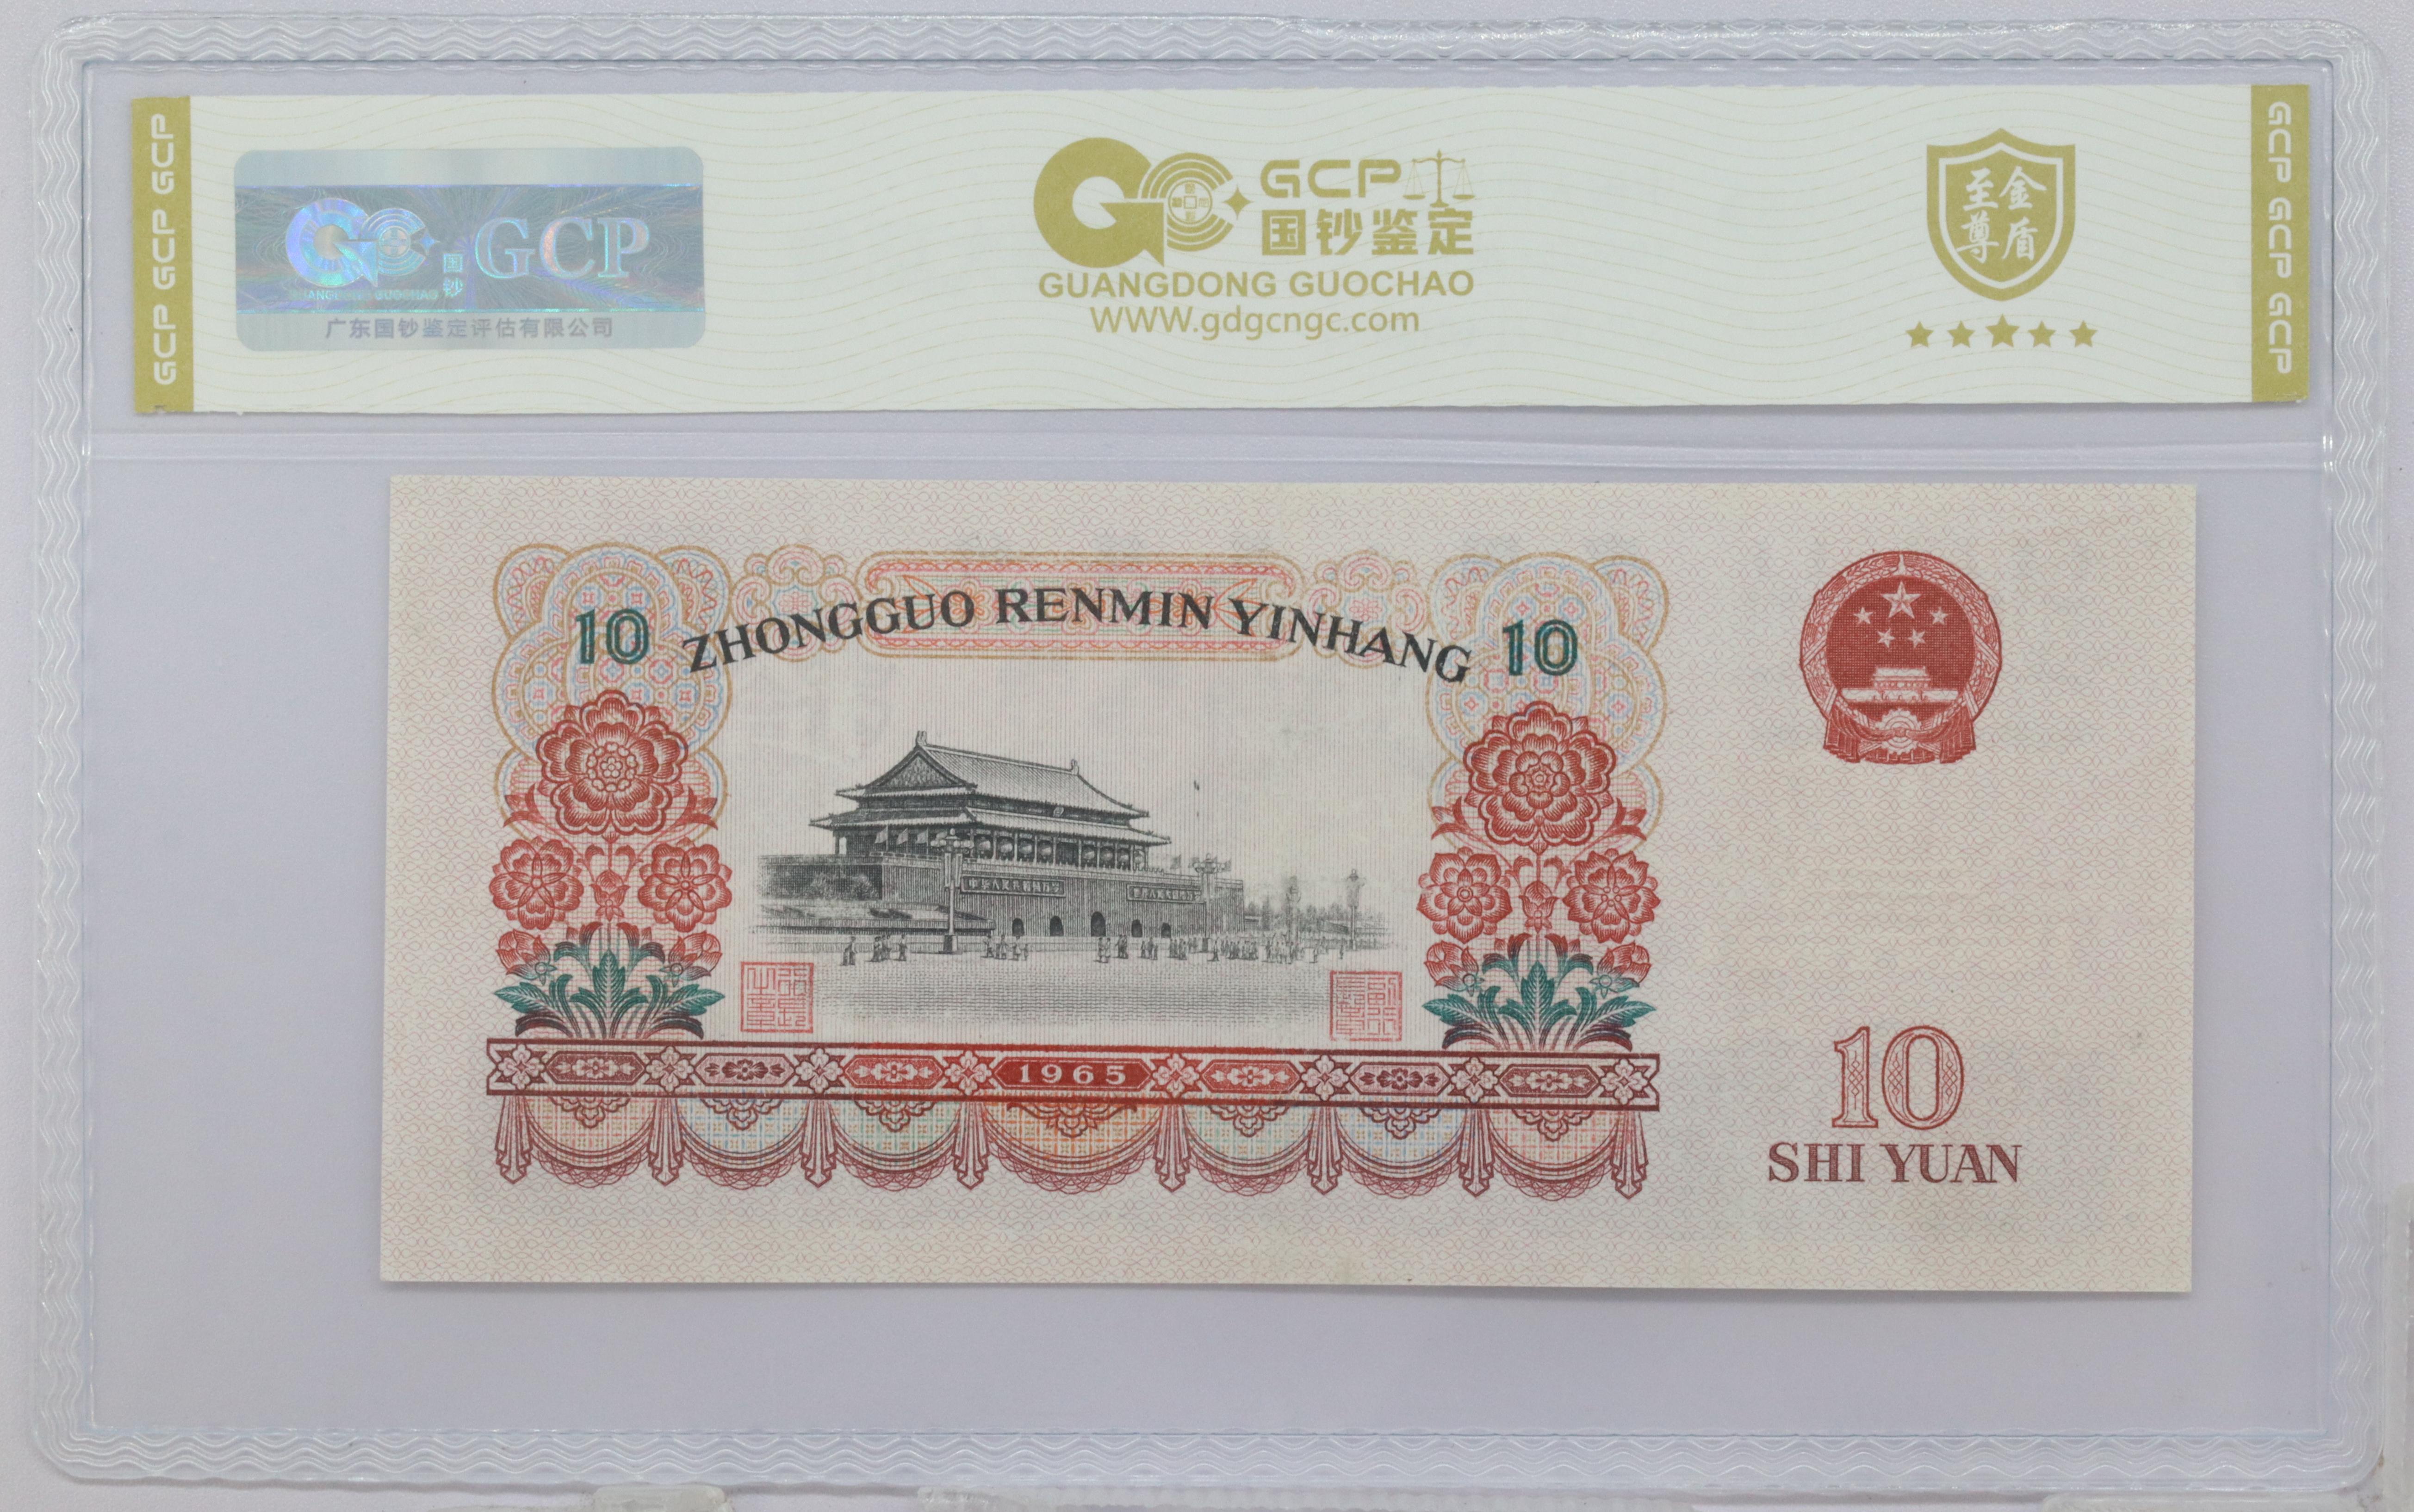 GCP GCP GCP
GCP
国
钞
GUANGDONG GUOCHAO
广东国钞鉴定评估有限公司
GCP
国钞鉴定
GUANGDONG GUOCHAO
WWW.gdgcngc.com
至尊
金盾
GCP GCP GCP
10 ZHONGGUO RENMIN YINHANG 10
1965
10
SHI YUAN